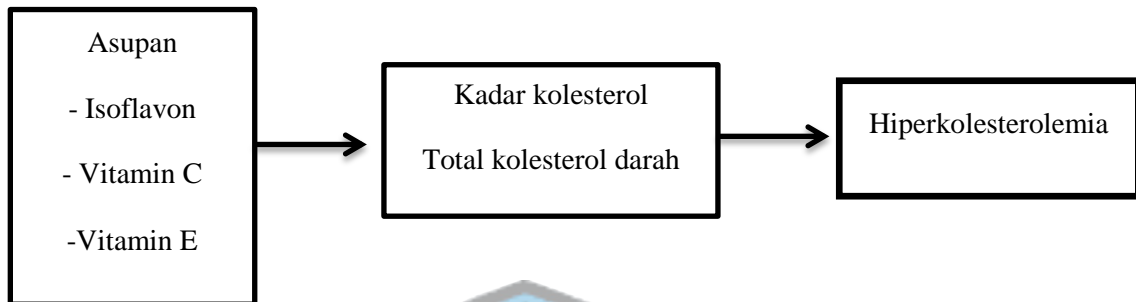 Asupan
- Isoflavon
- Vitamin C
-Vitamin E
Kadar kolesterol
Total kolesterol darah
Hiperkolesterolemia